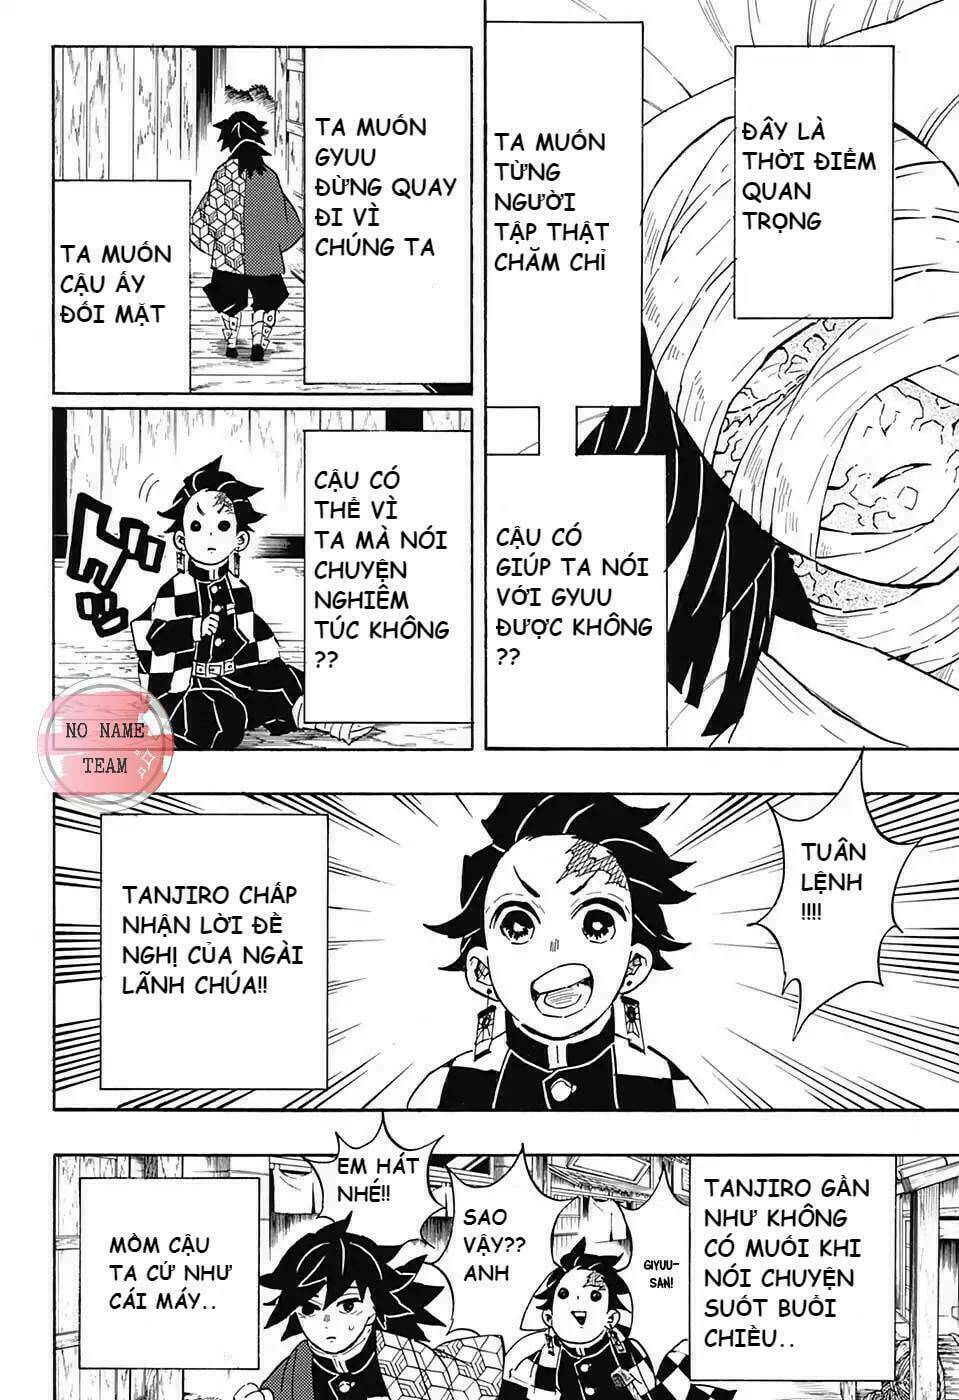 ĐÂY LÀ
THỜI ĐIỂM
QUAN
TRỌNG
TA MUỐN
TỪNG
NGƯỜI
TẬP THẬT
CHĂM CHỈ
CẬU CÓ
GIÚP TA NÓI
VỚI GYUU
ĐƯỢC KHÔNG
??
TA MUỐN
GYUU
ĐỪNG QUAY
ĐI VÌ
CHÚNG TA
TA MUỐN
CẬU ẤY
ĐỐI MẶT
CẬU CÓ
THỂ VÌ
TA MÀ NÓI
CHUYỆN
NGHIÊM
TÚC KHÔNG
??
NO NAME
TEAM
TUÂN
LỆNH
!!!!
TANJIRO CHẤP
NHẬN LỜI ĐỀ
NGHỊ CỦA NGÀI
LÃNH CHÚA!!
TANJIRO GẦN
NHƯ KHÔNG
CÓ MUỐI KHI
NÓI CHUYỆN
SUỐT BUỔI
CHIỀU..
GIYUU-
SAN!
SAO
VẬY??
ANH
EM HÁT
NHÉ!!
MỒM CẬU
TA CỨ NHƯ
CÁI MÁY..